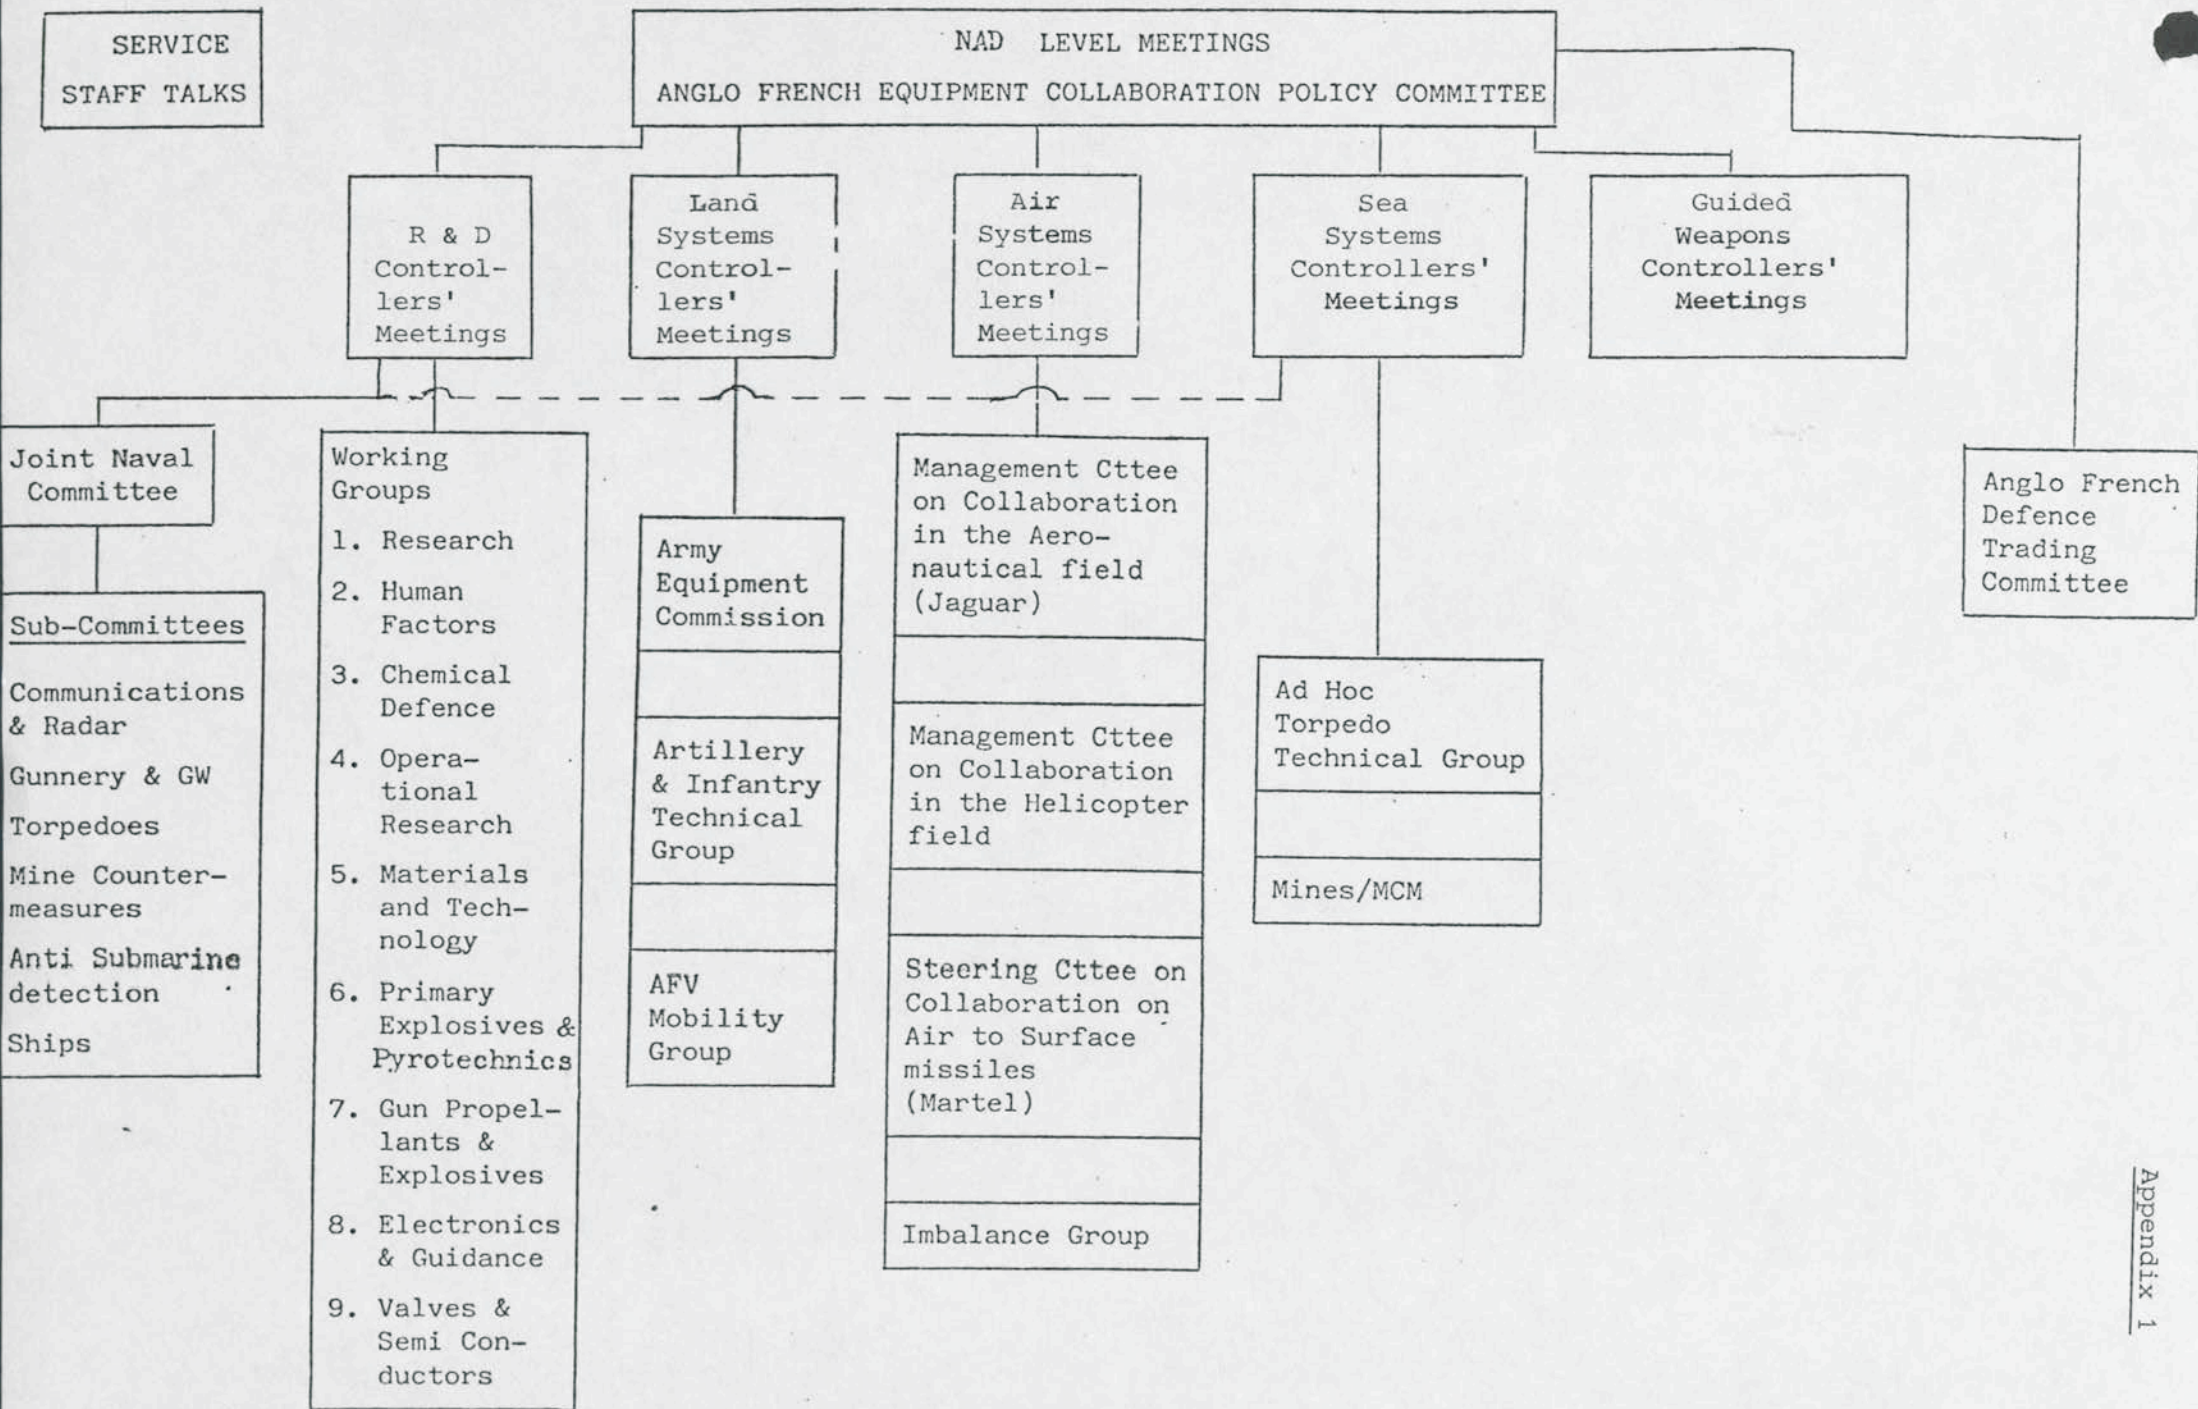 SERVICE
STAFF TALKS
NAD LEVEL MEETINGS
ANGLO FRENCH EQUIPMENT COLLABORATION POLICY COMMITTEE
R & D
Control-
lers'
Meetings
Land
Systems
Control-
lers'
Meetings
Air
Systems
Control-
lers'
Meetings
Sea
Systems
Controllers'
Meetings
Guided
Weapons
Controllers'
Meetings
Joint Naval
Committee
Sub-Committees
Communications
& Radar
Gunnery & GW
Torpedoes
Mine Counter-
measures
Anti Submarine
detection
Ships
Working
Groups
1. Research
2. Human
Factors
3. Chemical
Defence
4. Opera-
tional
Research
5. Materials
and Tech-
nology
6. Primary
Explosives &
Pyrotechnics
7. Gun Propel-
lants &
Explosives
8. Electronics
& Guidance
9. Valves &
Semi Con-
ductors
Army
Equipment
Commission
Artillery
& Infantry
Technical
Group
AFV
Mobility
Group
Management Cttee
on Collaboration
in the Aero-
nautical field
(Jaguar)
Management Cttee
on Collaboration
in the Helicopter
field
Steering Cttee on
Collaboration on
Air to Surface
missiles
(Martel)
Imbalance Group
Ad Hoc
Torpedo
Technical Group
Mines/MCM
Anglo French
Defence
Trading
Committee
Appendix 1